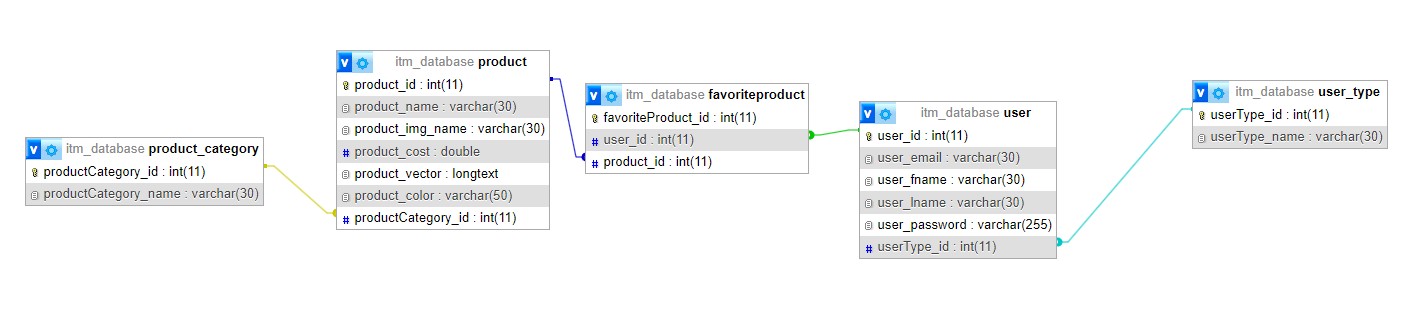 itm_database product_category
productCategory_id : int(11)
productCategory_name : varchar(30)
itm_database product
product_id : int(11)
product_name : varchar(30)
product_img_name : varchar(30)
product_cost : double
product_vector : longtext
product_color : varchar(50)
productCategory_id : int(11)
itm_database favoriteproduct
favoriteProduct_id : int(11)
user_id : int(11)
product_id : int(11)
itm_database user
user_id : int(11)
user_email : varchar(30)
user_fname : varchar(30)
user_lname : varchar(30)
user_password : varchar(255)
userType_id : int(11)
itm_database user_type
userType_id : int(11)
userType_name : varchar(30)